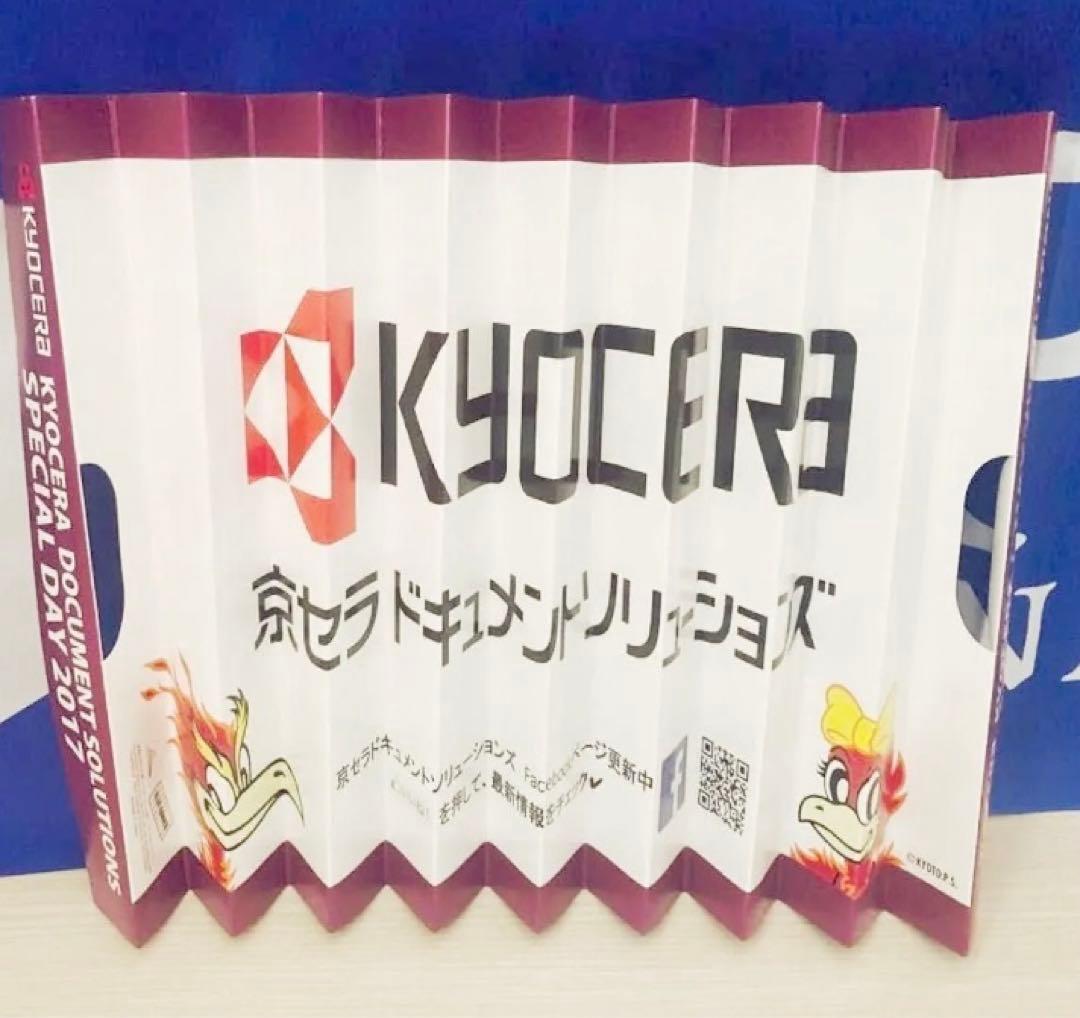 KYOCERA KYOCERA DOCUMENT SOLUTIONS
SPECIAL DAY 2017
KYOCERA
京セラドキュメントソリューションズ
京セラドキュメントソリューションズ Facebookページ更新中
を押して、最新情報をチェック
©KYOTO.P.S.